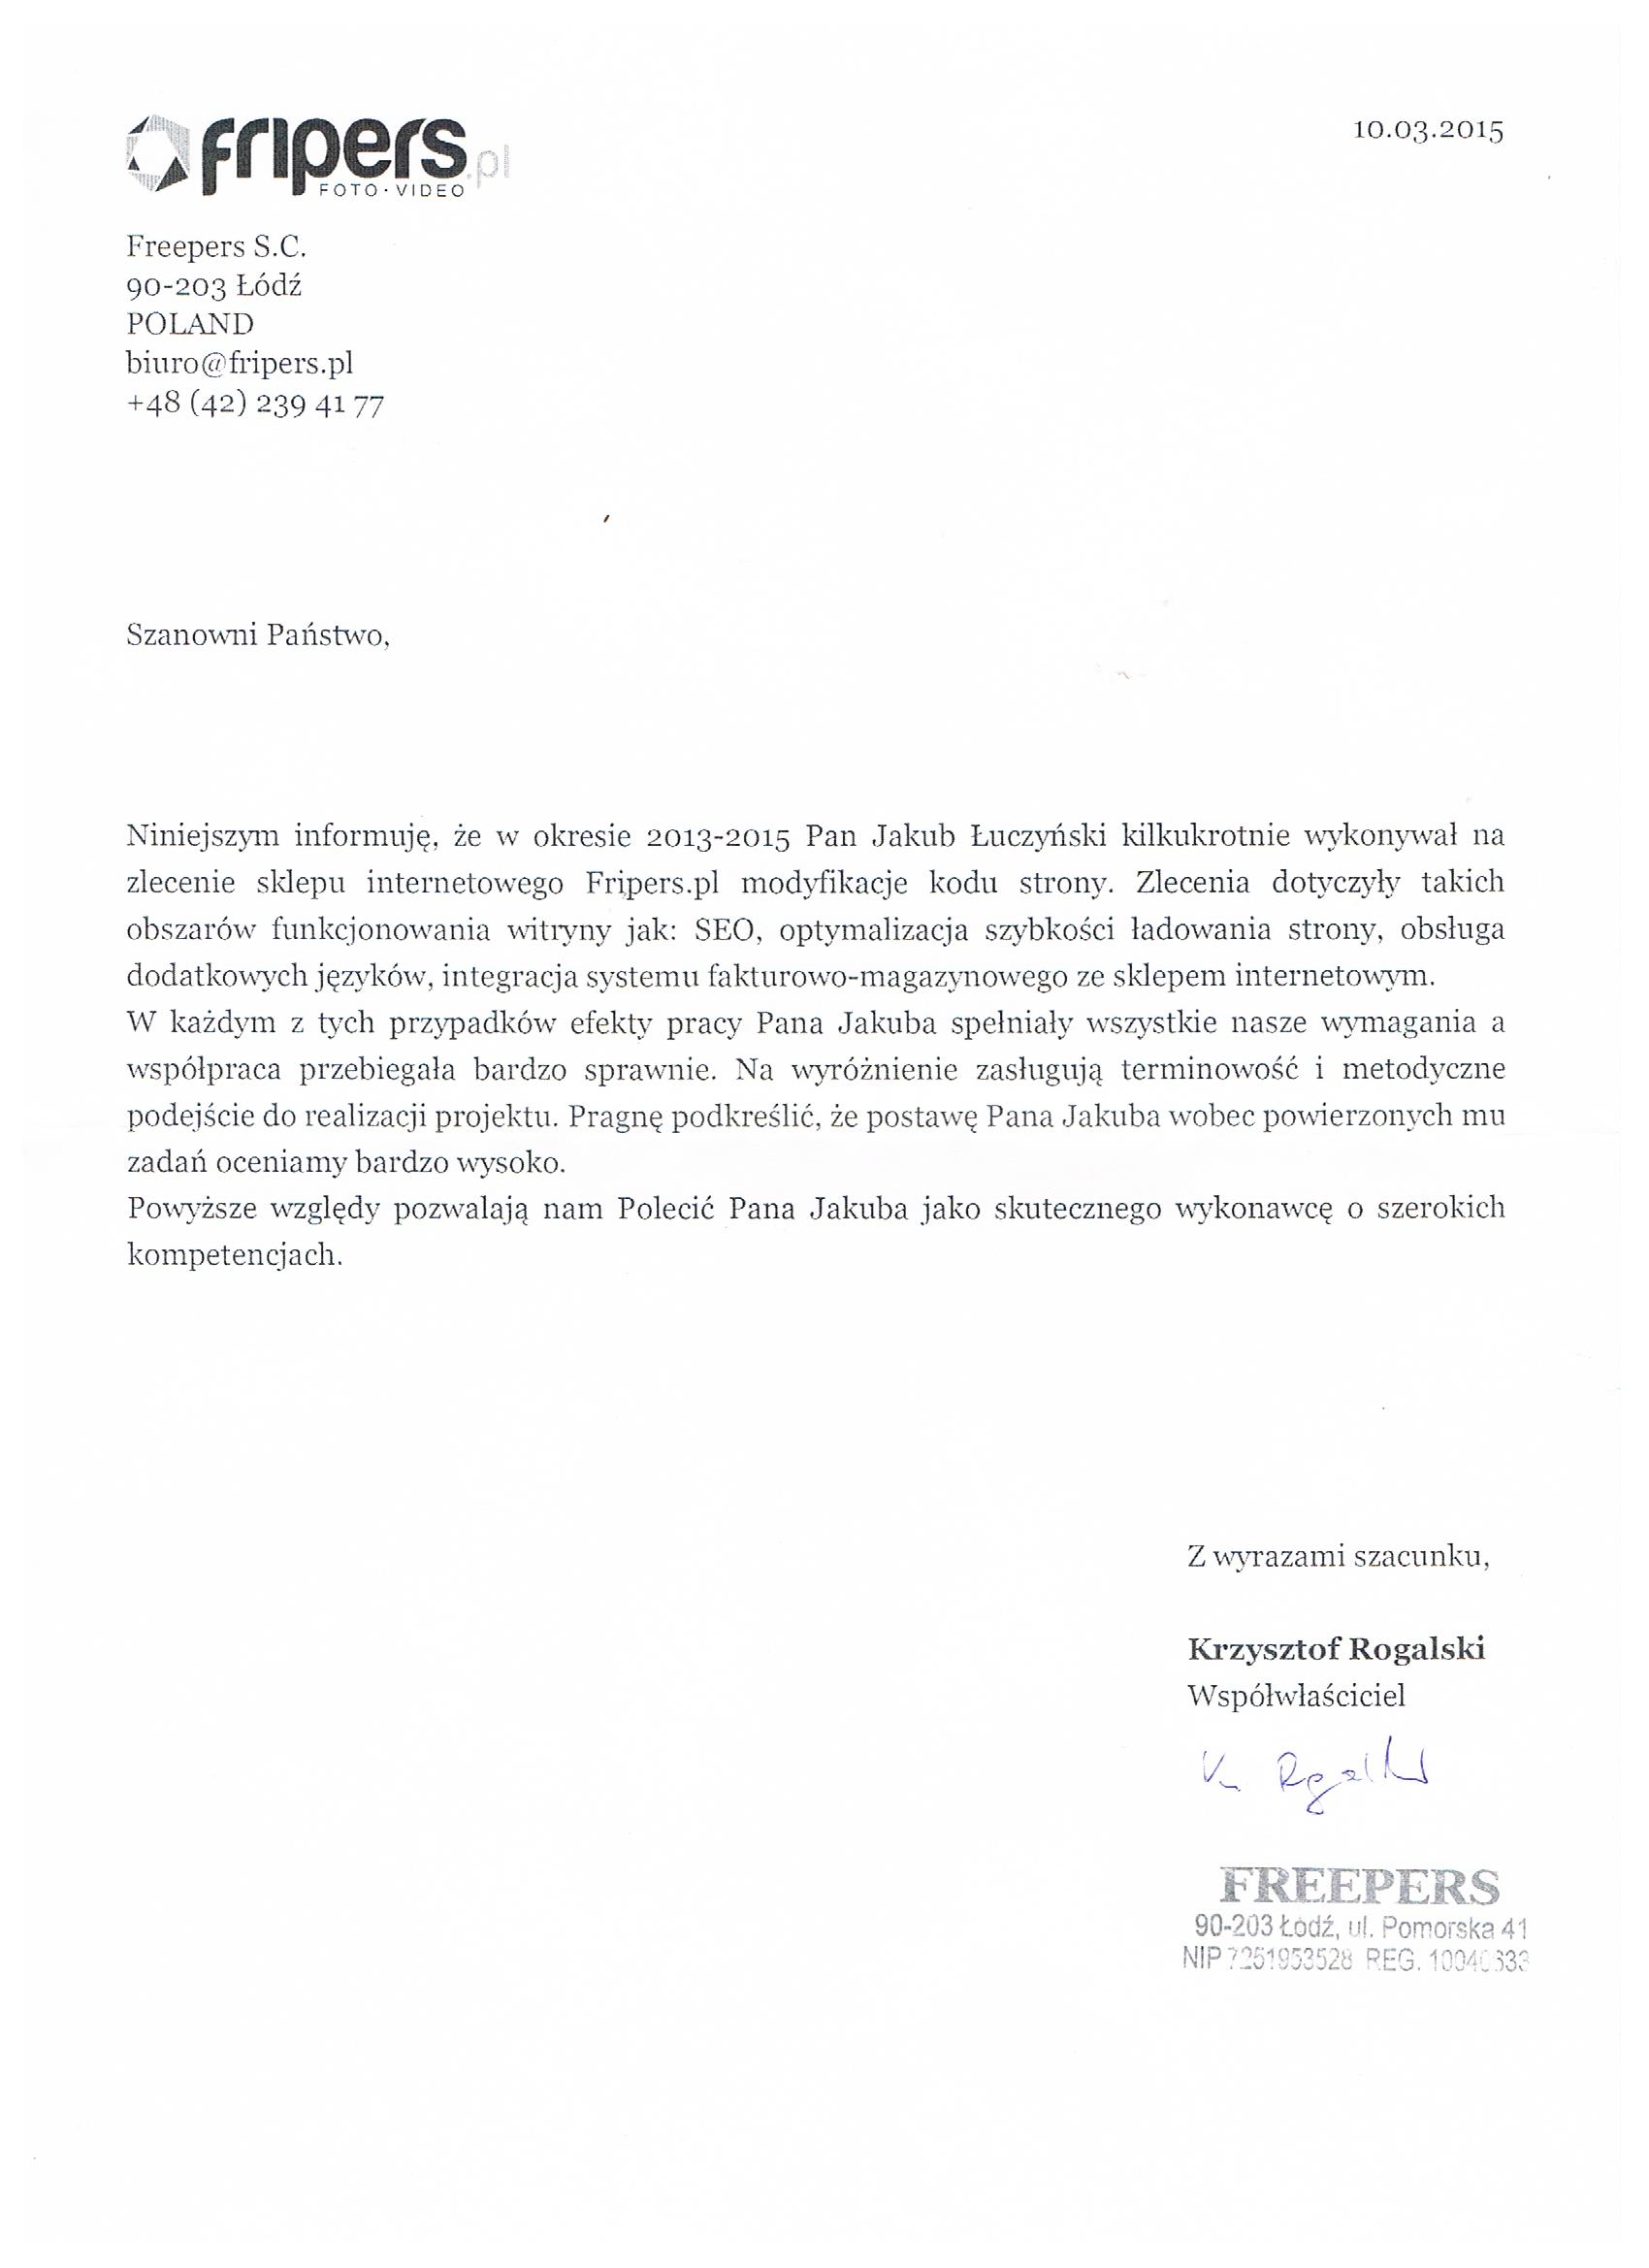 fripers.pl
FOTO · VIDEO
10.03.2015
Freepers S.C.
90-203 Łódź
POLAND
biuro@fripers.pl
+48 (42) 239 41 77
Szanowni Państwo,
Niniejszym informuję, że w okresie 2013-2015 Pan Jakub Łuczyński kilkukrotnie wykonywał na
zlecenie sklepu internetowego Fripers.pl modyfikacje kodu strony. Zlecenia dotyczyły takich
obszarów funkcjonowania witryny jak: SEO, optymalizacja szybkości ładowania strony, obsługa
dodatkowych języków, integracja systemu fakturowo-magazynowego ze sklepem internetowym.
W każdym z tych przypadków efekty pracy Pana Jakuba spełniały wszystkie nasze wymagania a
współpraca przebiegała bardzo sprawnie. Na wyróżnienie zasługują terminowość i metodyczne
podejście do realizacji projektu. Pragnę podkreślić, że postawę Pana Jakuba wobec powierzonych mu
zadań oceniamy bardzo wysoko.
Powyższe względy pozwalają nam Polecić Pana Jakuba jako skutecznego wykonawcę o szerokich
kompetencjach.
Z wyrazami szacunku,
Krzysztof Rogalski
Współwłaściciel
FREEPERS
90-203 Łódź, ul. Pomorska 41
NIP 7251953528 REG.